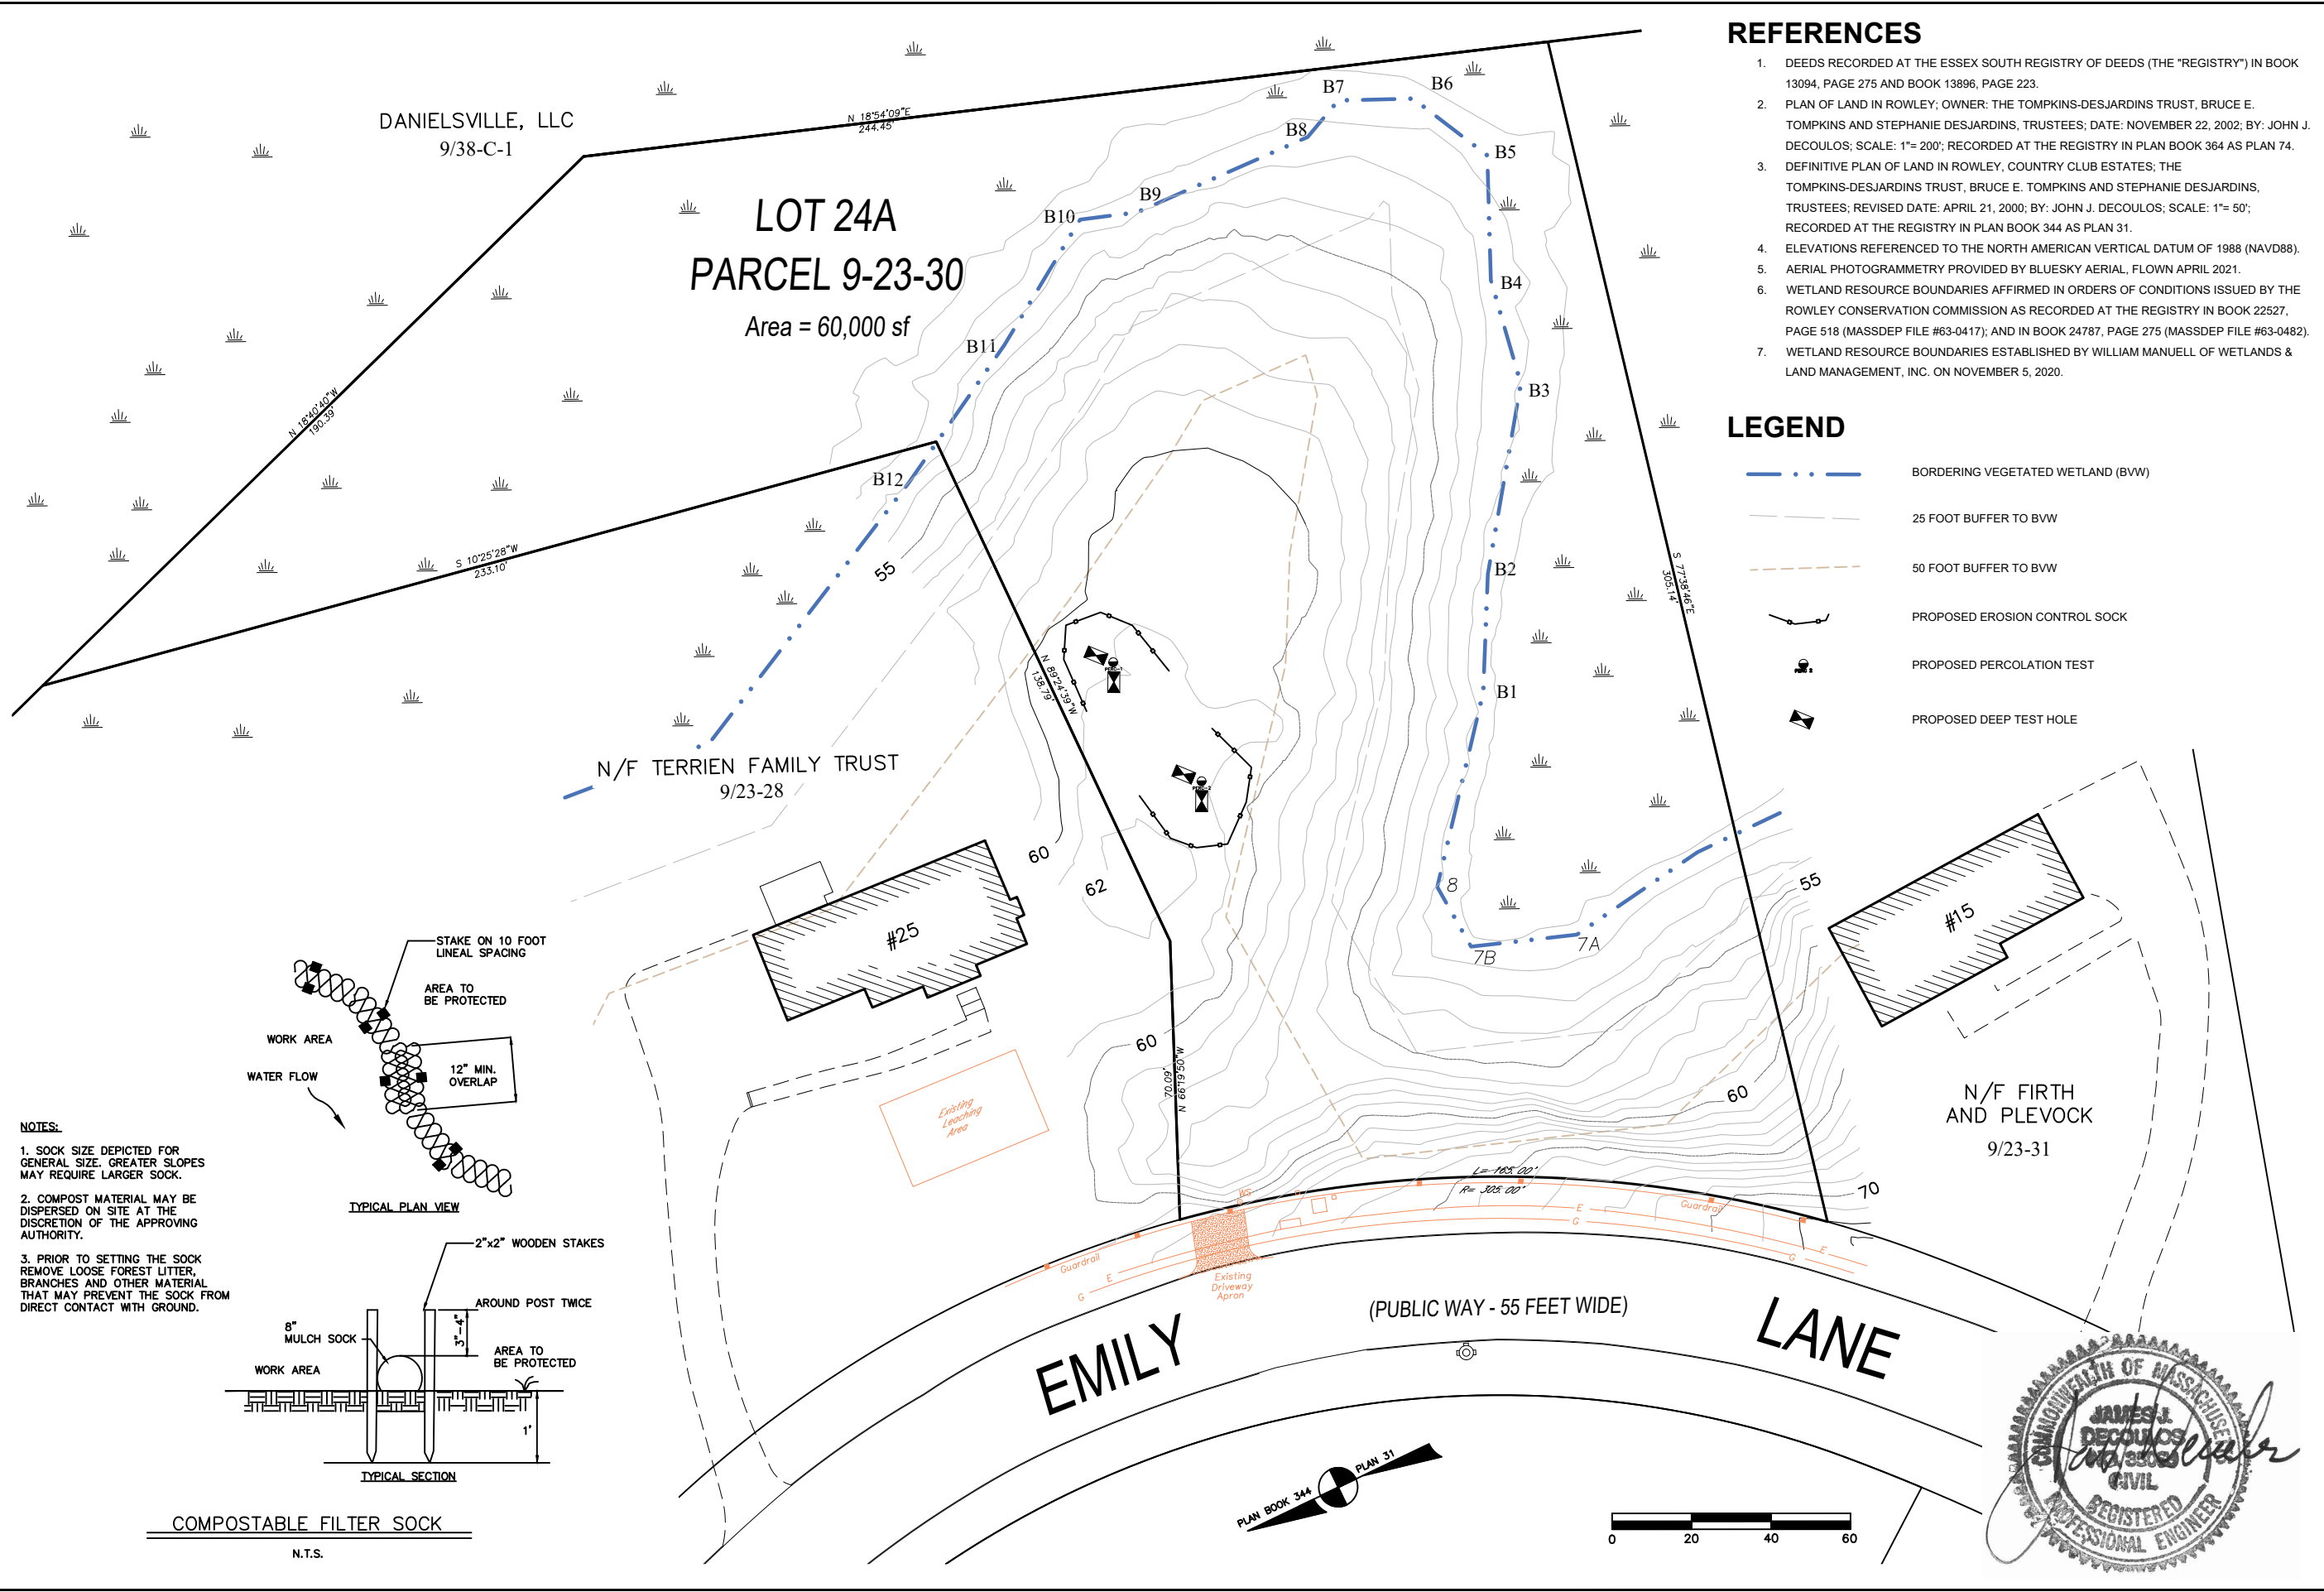 REFERENCES
1. DEEDS RECORDED AT THE ESSEX SOUTH REGISTRY OF DEEDS (THE "REGISTRY") IN BOOK
13094, PAGE 275 AND BOOK 13896, PAGE 223.
2. PLAN OF LAND IN ROWLEY; OWNER: THE TOMPKINS-DESJARDINS TRUST, BRUCE E.
TOMPKINS AND STEPHANIE DESJARDINS, TRUSTEES; DATE: NOVEMBER 22, 2002; BY: JOHN J.
DECOULOS; SCALE: 1"= 200'; RECORDED AT THE REGISTRY IN PLAN BOOK 364 AS PLAN 74.
3. DEFINITIVE PLAN OF LAND IN ROWLEY, COUNTRY CLUB ESTATES; THE
TOMPKINS-DESJARDINS TRUST, BRUCE E. TOMPKINS AND STEPHANIE DESJARDINS,
TRUSTEES; REVISED DATE: APRIL 21, 2000; BY: JOHN J. DECOULOS; SCALE: 1"= 50';
RECORDED AT THE REGISTRY IN PLAN BOOK 344 AS PLAN 31.
4. ELEVATIONS REFERENCED TO THE NORTH AMERICAN VERTICAL DATUM OF 1988 (NAVD88).
5. AERIAL PHOTOGRAMMETRY PROVIDED BY BLUESKY AERIAL, FLOWN APRIL 2021.
6. WETLAND RESOURCE BOUNDARIES AFFIRMED IN ORDERS OF CONDITIONS ISSUED BY THE
ROWLEY CONSERVATION COMMISSION AS RECORDED AT THE REGISTRY IN BOOK 22527,
PAGE 518 (MASSDEP FILE #63-0417); AND IN BOOK 24787, PAGE 275 (MASSDEP FILE #63-0482).
7. WETLAND RESOURCE BOUNDARIES ESTABLISHED BY WILLIAM MANUELL OF WETLANDS &
LAND MANAGEMENT, INC. ON NOVEMBER 5, 2020.
LEGEND
BORDERING VEGETATED WETLAND (BVW)
25 FOOT BUFFER TO BVW
50 FOOT BUFFER TO BVW
PROPOSED EROSION CONTROL SOCK
PERC 2
PROPOSED PERCOLATION TEST
PROPOSED DEEP TEST HOLE
DANIELSVILLE, LLC
9/38-C-1
N 18°54'09"E
244.45'
LOT 24A
PARCEL 9-23-30
Area = 60,000 sf
N 18°40'40"W
190.39'
S 10°25'28"W
233.10'
S 77°38'46"E
305.14'
N 89°24'39"W
138.79'
70.09'
N 66°19'50"W
B7
B6
B8
B5
B9
B10
B4
B11
B3
B12
B2
B1
8
7B
7A
55
60
62
60
55
60
70
PERC-1
PERC-2
N/F TERRIEN FAMILY TRUST
9/23-28
#25
#15
N/F FIRTH
AND PLEVOCK
9/23-31
Existing
Leaching
Area
L= 165.00'
R= 305.00'
WS
Guardrail
Guardrail
E
G
E
G
E
G
Existing
Driveway
Apron
(PUBLIC WAY - 55 FEET WIDE)
EMILY LANE
PLAN BOOK 344
PLAN 31
0 20 40 60
STAKE ON 10 FOOT
LINEAL SPACING
AREA TO
BE PROTECTED
WORK AREA
WATER FLOW
12" MIN.
OVERLAP
TYPICAL PLAN VIEW
NOTES:
1. SOCK SIZE DEPICTED FOR
GENERAL SIZE. GREATER SLOPES
MAY REQUIRE LARGER SOCK.
2. COMPOST MATERIAL MAY BE
DISPERSED ON SITE AT THE
DISCRETION OF THE APPROVING
AUTHORITY.
3. PRIOR TO SETTING THE SOCK
REMOVE LOOSE FOREST LITTER,
BRANCHES AND OTHER MATERIAL
THAT MAY PREVENT THE SOCK FROM
DIRECT CONTACT WITH GROUND.
2"x2" WOODEN STAKES
AROUND POST TWICE
8"
MULCH SOCK
3"-4"
AREA TO
BE PROTECTED
WORK AREA
1'
TYPICAL SECTION
COMPOSTABLE FILTER SOCK
N.T.S.
COMMONWEALTH OF MASSACHUSETTS
JAMES J.
DECOULOS
CIVIL
REGISTERED
PROFESSIONAL ENGINEER